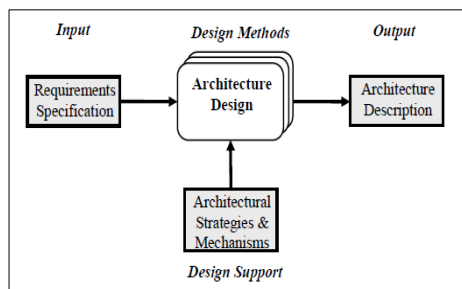 Input
Design Methods
Output
Requirements
Specification
Architecture
Design
Architecture
Description
Architectural
Strategies &
Mechanisms
Design Support